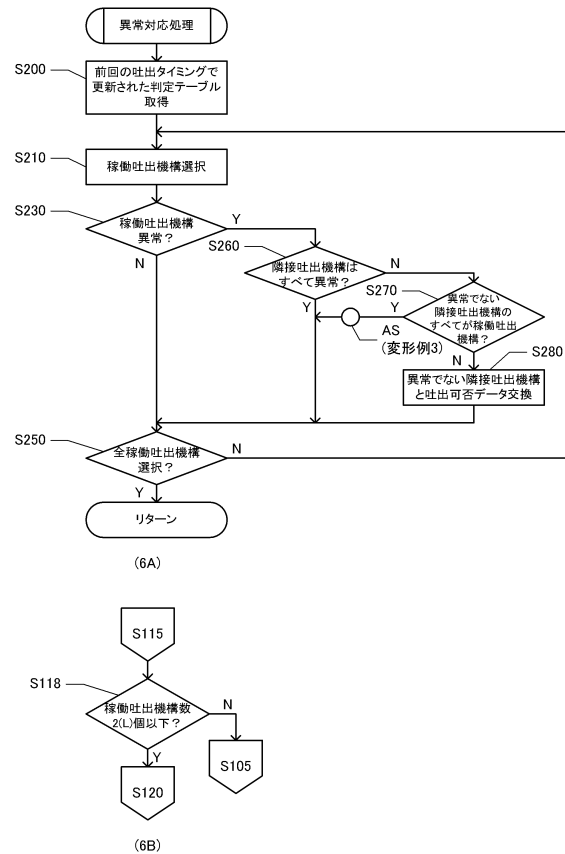 異常対応処理
S200
前回の吐出タイミングで
更新された判定テーブル
取得
S210
稼働吐出機構選択
S230
稼働吐出機構
異常?
Y
N
S260
隣接吐出機構は
すべて異常?
N
Y
S270
異常でない
隣接吐出機構の
すべてが稼働吐出
機構?
Y
N
AS
(変形例3)
S280
異常でない隣接吐出機構
と吐出可否データ交換
S250
全稼働吐出機構
選択?
N
Y
リターン
(6A)
S115
S118
稼働吐出機構数
2(L)個以下?
N
Y
S105
S120
(6B)